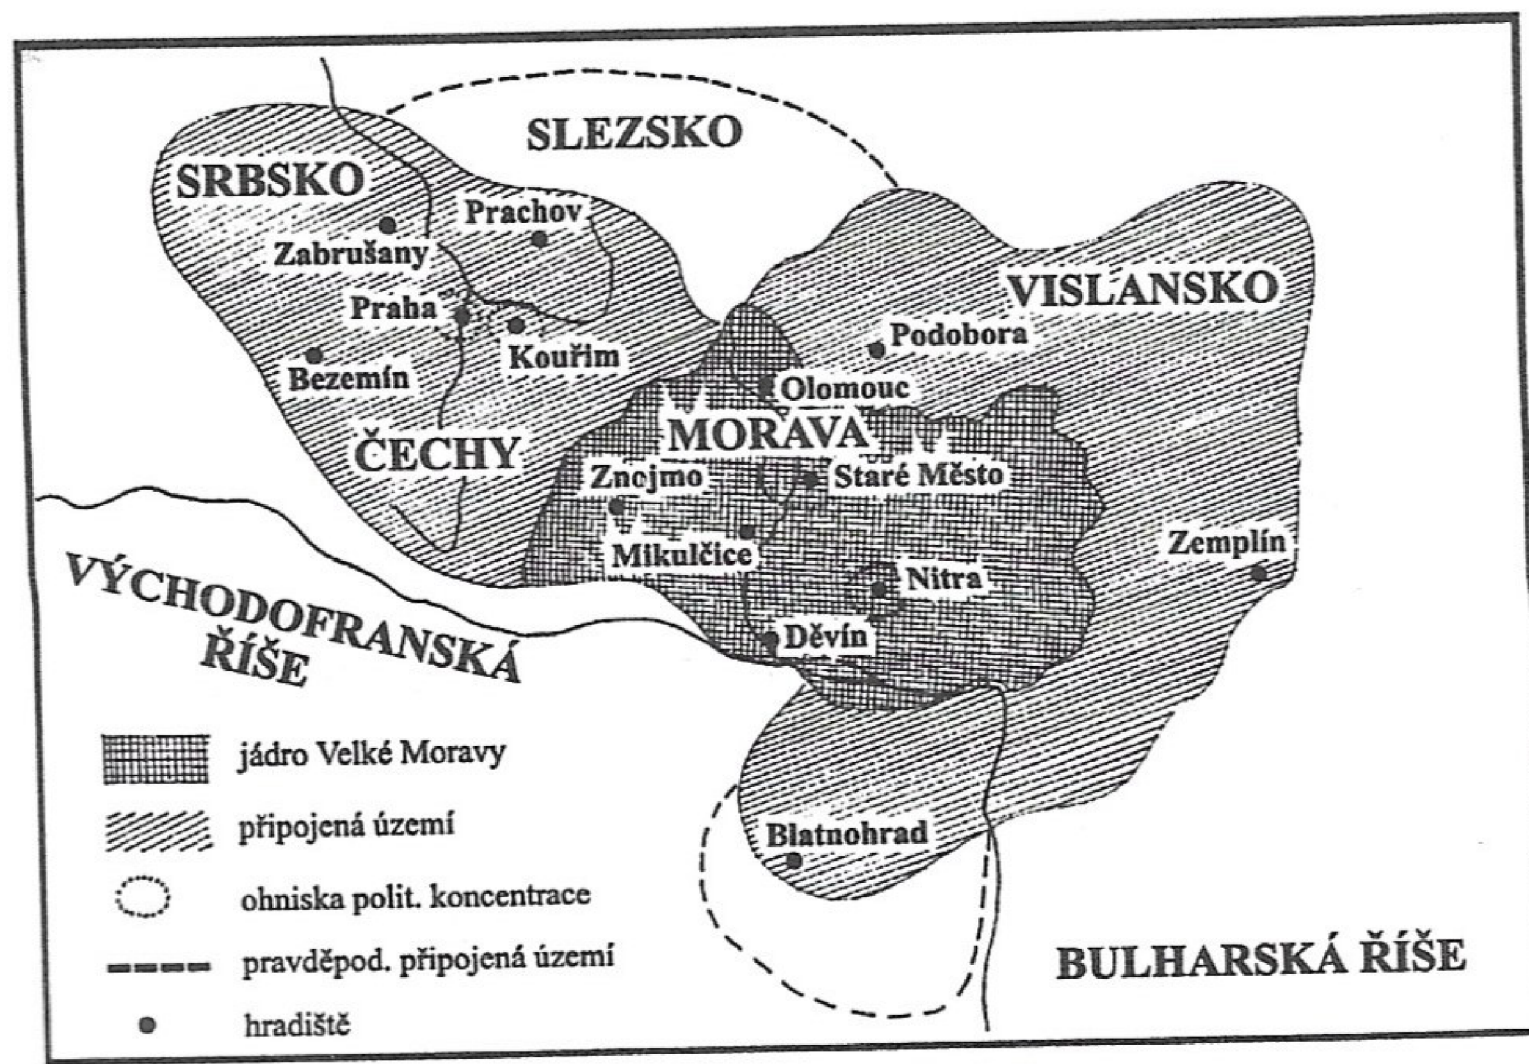 SLEZSKO
SRBSKO
Prachov
Zabrušany
VISLANSKO
Praha
Podobora
Kouřim
Bezemín
Olomouc
MORAVA
ČECHY
Znojmo
Staré Město
Mikulčice
Zemplín
Nitra
VÝCHODOFRANSKÁ
ŘÍŠE
Děvín
jádro Velké Moravy
připojená území
Blatnohrad
ohniska polit. koncentrace
pravděpod. připojená území
BULHARSKÁ ŘÍŠE
hradiště